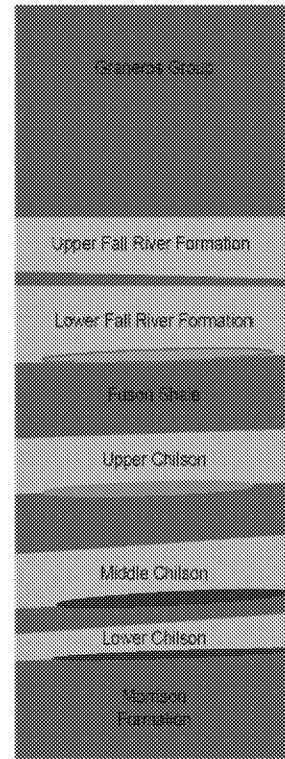 Graneros Group
Upper Fall River Formation
Lower Fall River Formation
Fuson Shale
Upper Chilson
Middle Chilson
Lower Chilson
Morrison
Formation